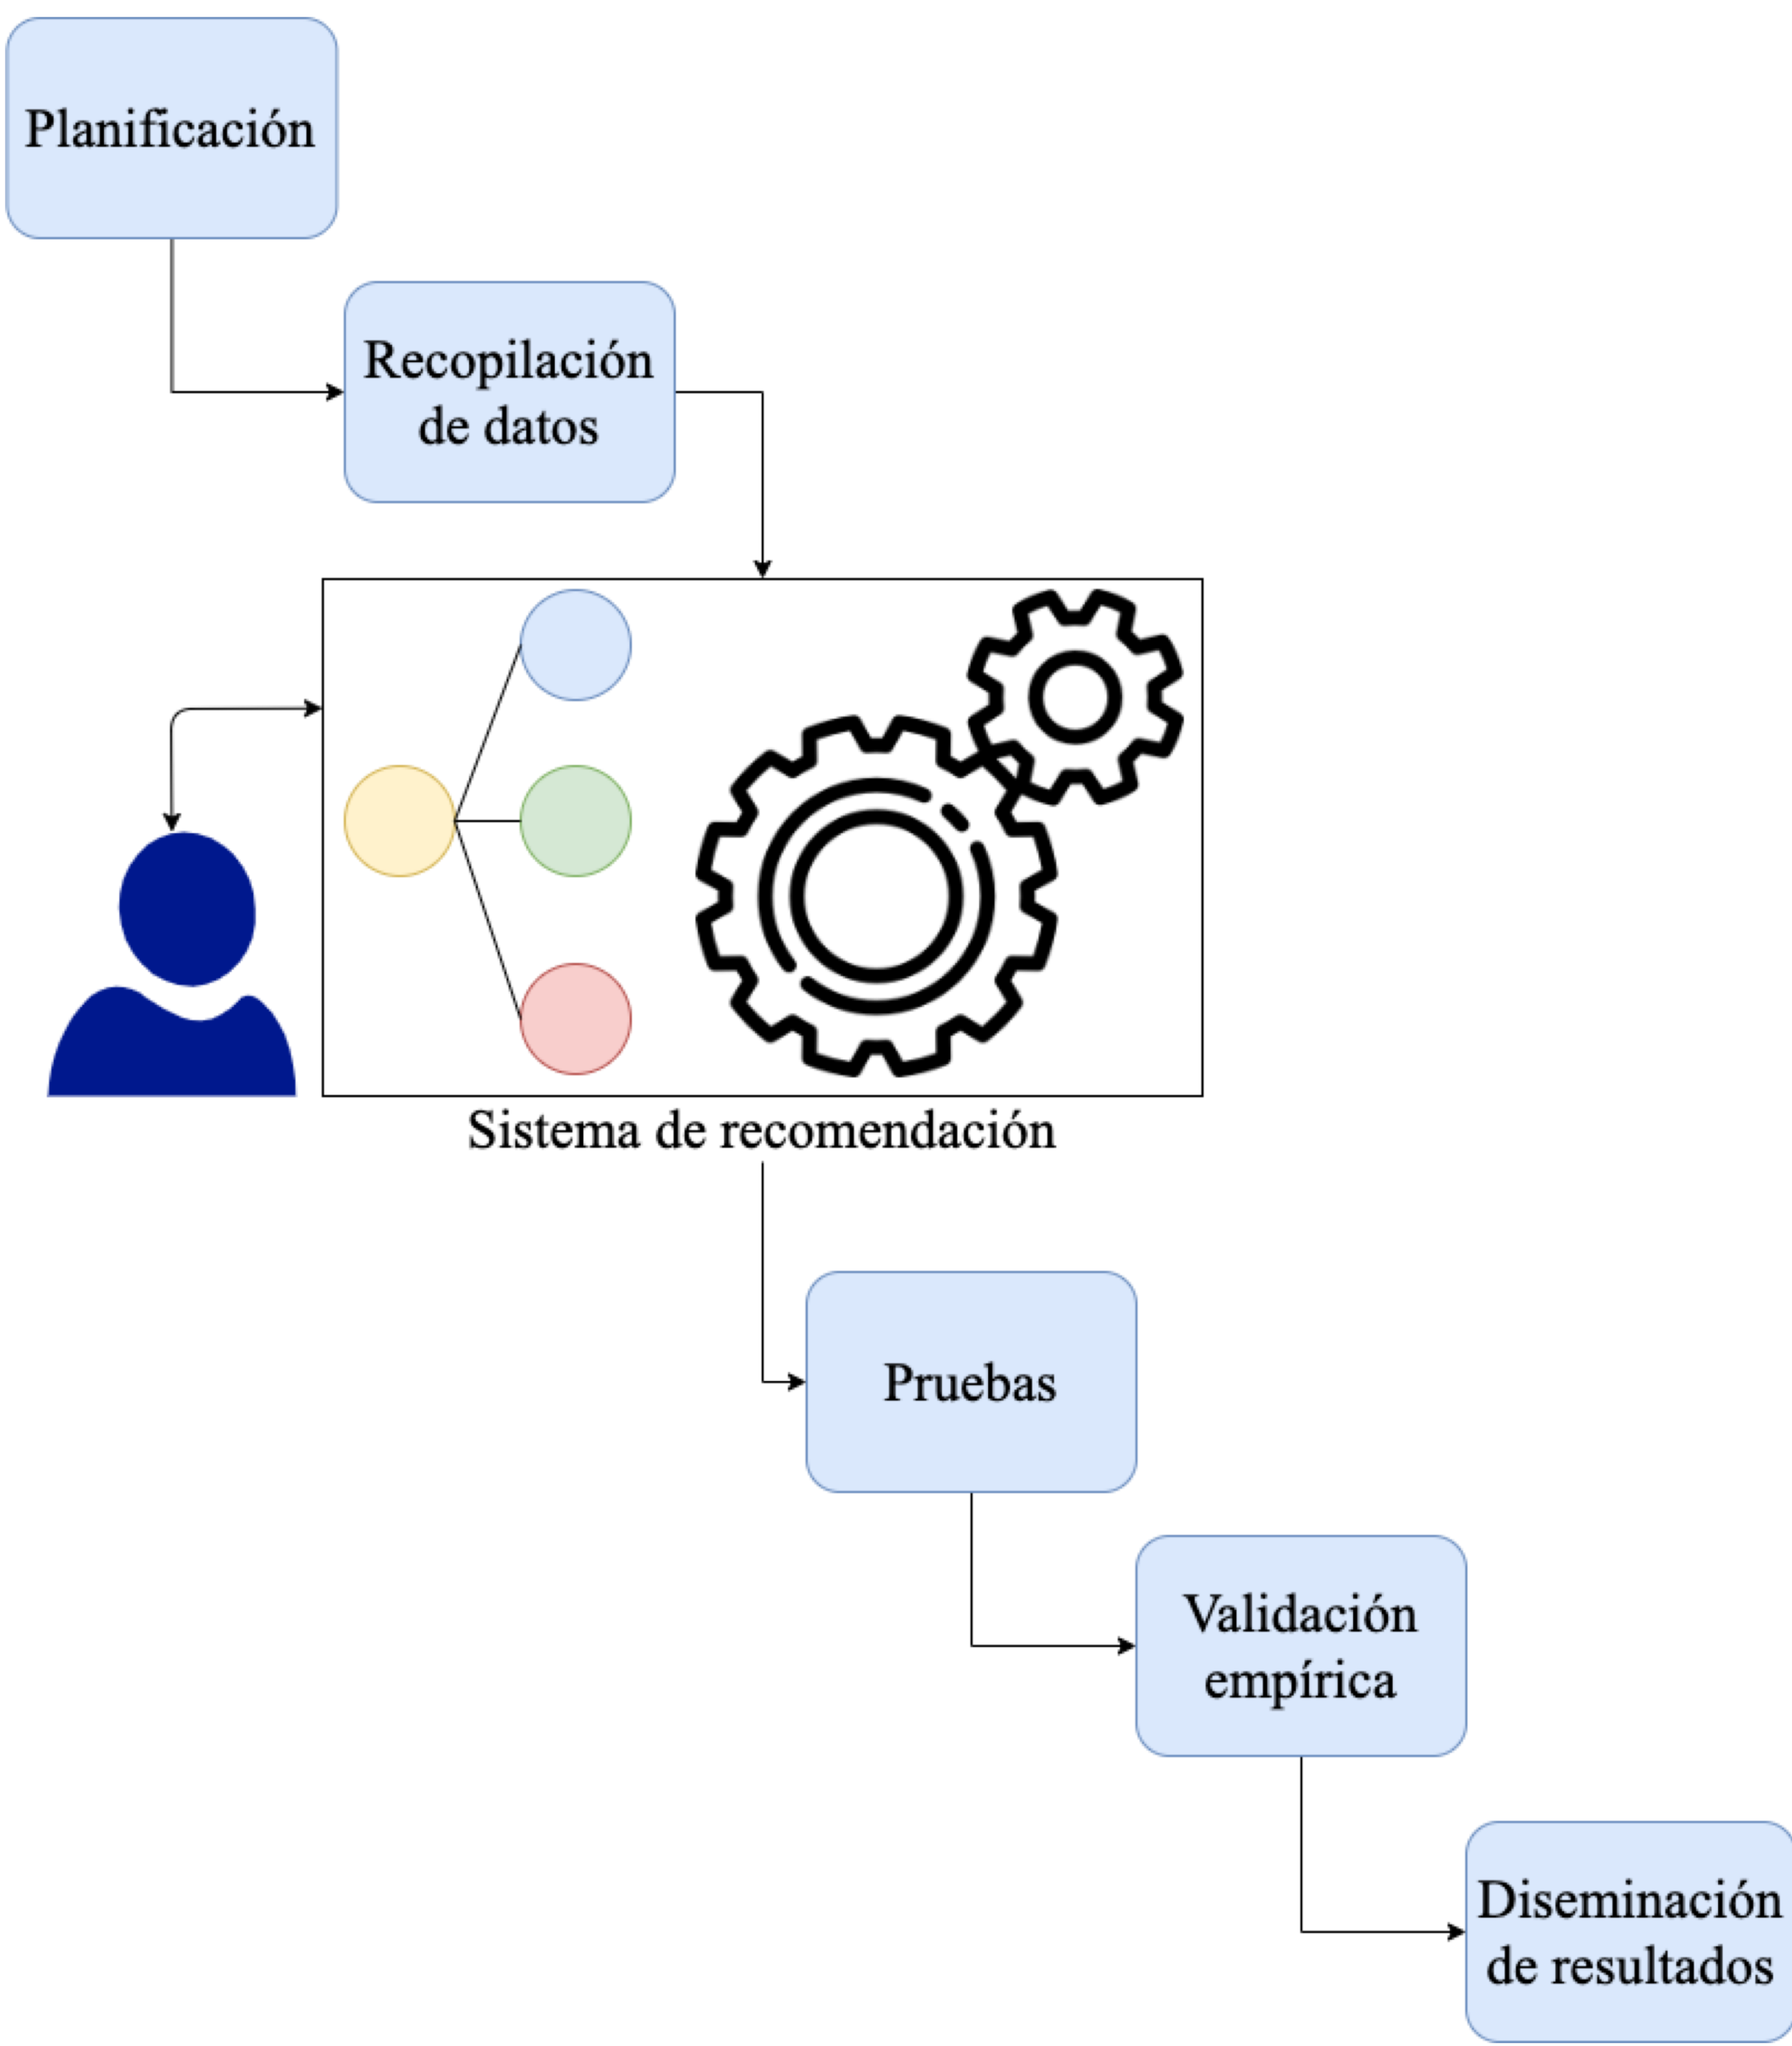 Planificación
Recopilación
de datos
Sistema de recomendación
Pruebas
Validación
empírica
Diseminación
de resultados